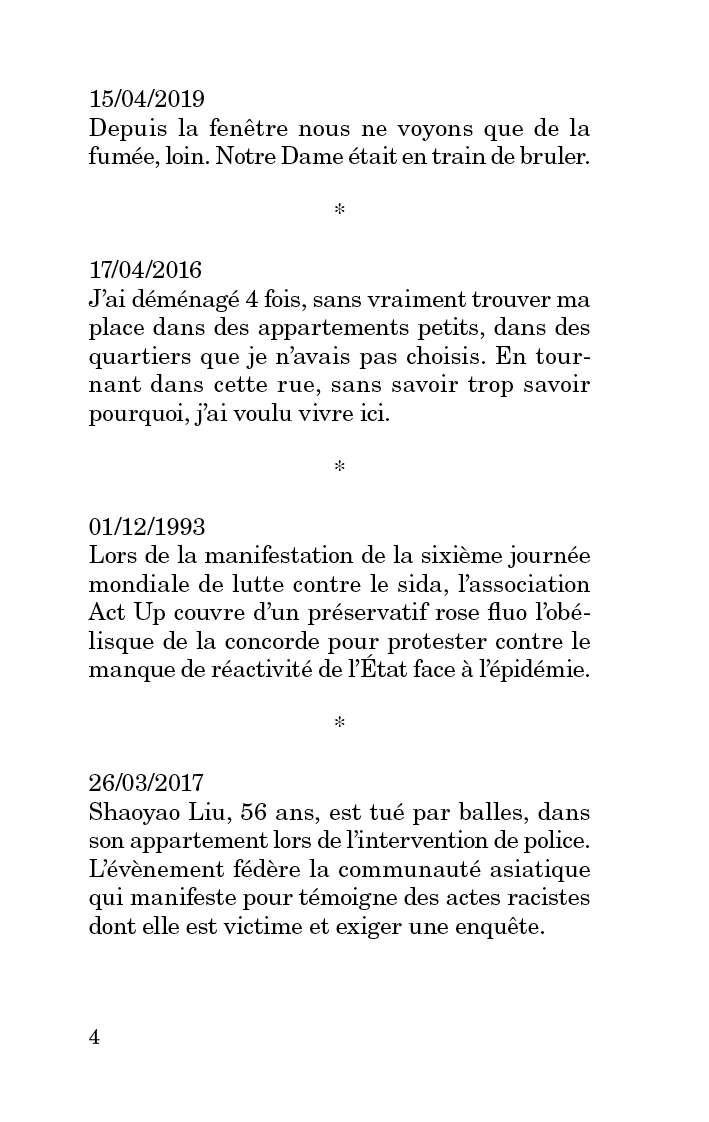 15/04/2019
Depuis la fenêtre nous ne voyons que de la
fumée, loin. Notre Dame était en train de bruler.
*
17/04/2016
J’ai déménagé 4 fois, sans vraiment trouver ma
place dans des appartements petits, dans des
quartiers que je n’avais pas choisis. En tour-
nant dans cette rue, sans savoir trop savoir
pourquoi, j’ai voulu vivre ici.
*
01/12/1993
Lors de la manifestation de la sixième journée
mondiale de lutte contre le sida, l’association
Act Up couvre d’un préservatif rose fluo l’obé-
lisque de la concorde pour protester contre le
manque de réactivité de l’État face à l’épidémie.
*
26/03/2017
Shaoyao Liu, 56 ans, est tué par balles, dans
son appartement lors de l’intervention de police.
L’évènement fédère la communauté asiatique
qui manifeste pour témoigne des actes racistes
dont elle est victime et exiger une enquête.
4